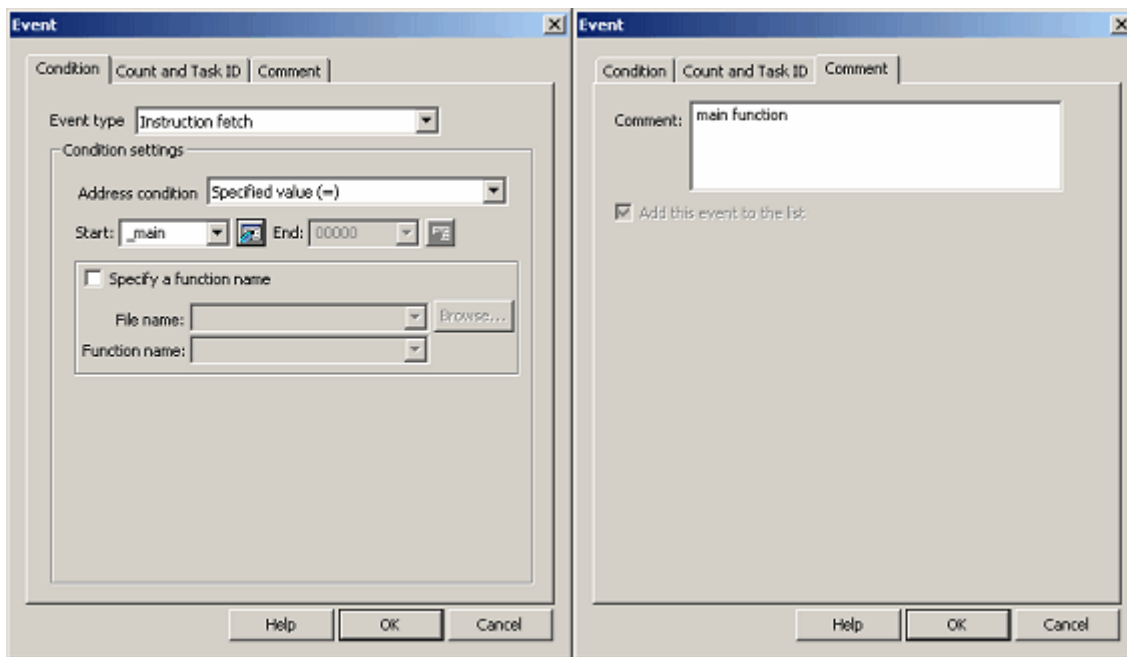 Event
Condition Count and Task ID Comment
Event type Instruction fetch
Condition settings
Address condition Specified value (=)
Start: _main End: 00000
Specify a function name
File name: Browse...
Function name:
Help OK Cancel
Event
Condition Count and Task ID Comment
Comment: main function
Add this event to the list
Help OK Cancel